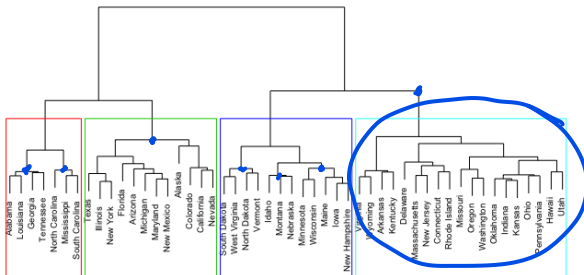 Alabama
Louisiana
Georgia
Tennessee
North Carolina
Mississippi
South Carolina
Texas
Illinois
New York
Florida
Arizona
Michigan
Maryland
New Mexico
Alaska
Colorado
California
Nevada
South Dakota
West Virginia
North Dakota
Vermont
Idaho
Montana
Nebraska
Minnesota
Wisconsin
Maine
Iowa
New Hampshire
Virginia
Wyoming
Arkansas
Kentucky
Delaware
Massachusetts
New Jersey
Connecticut
Rhode Island
Missouri
Oregon
Washington
Oklahoma
Indiana
Kansas
Ohio
Pennsylvania
Hawaii
Utah